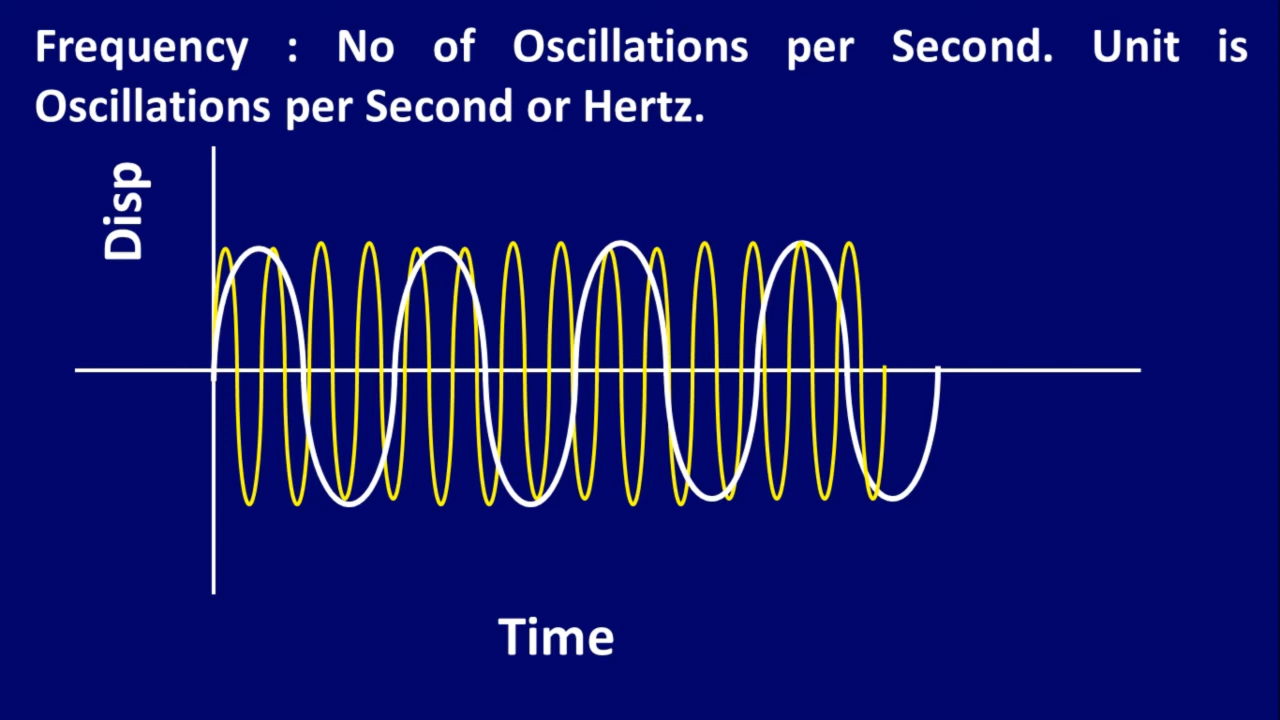 Frequency : No of Oscillations per Second. Unit is
Oscillations per Second or Hertz.
Disp
Time